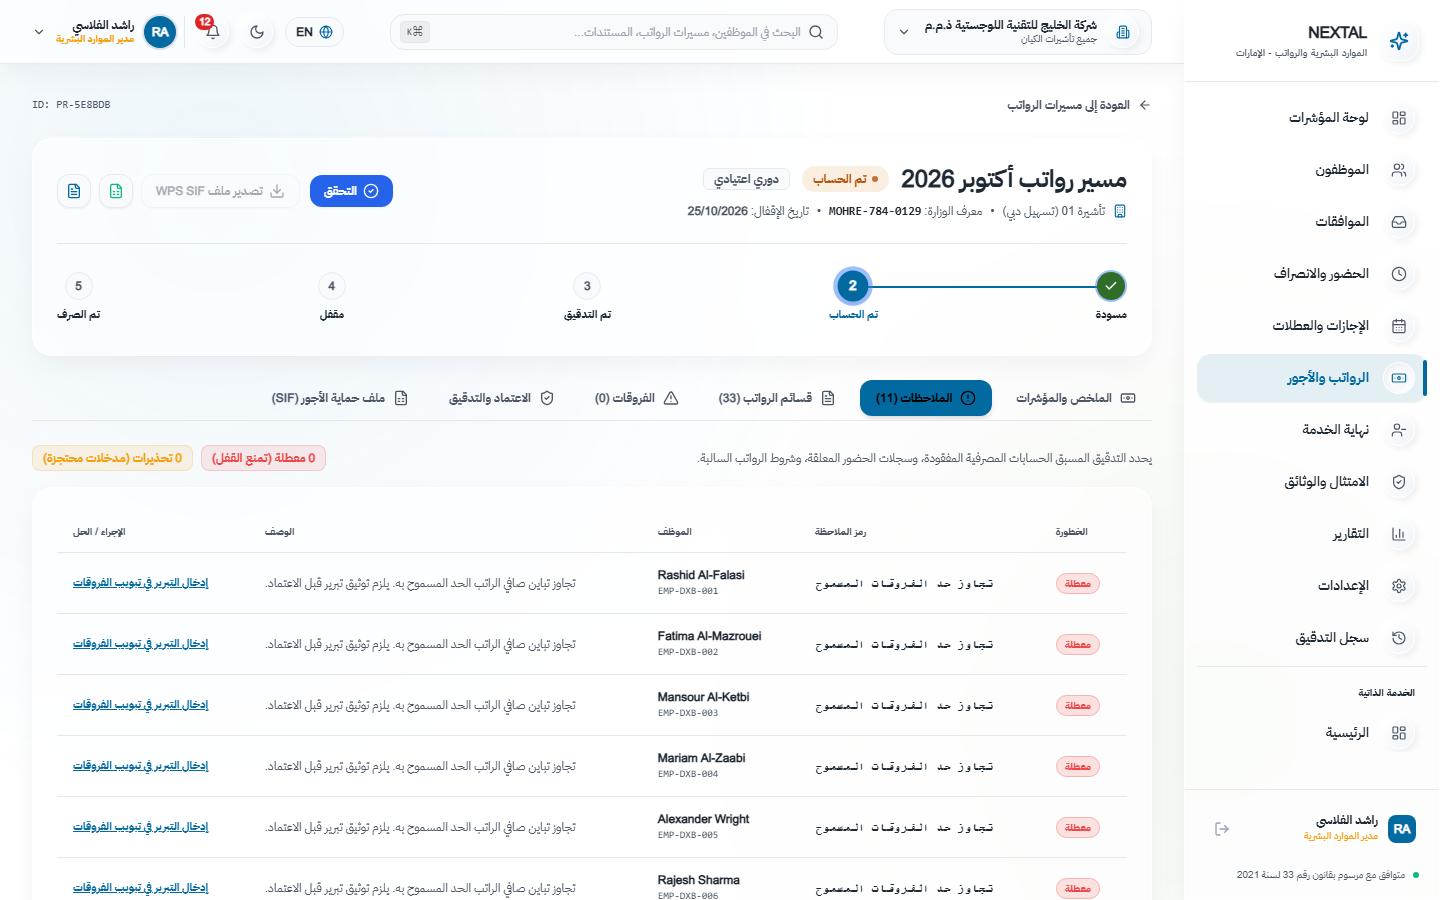 NEXTAL
الموارد البشرية والرواتب - الإمارات
لوحة المؤشرات
الموظفون
الموافقات
الحضور والانصراف
الإجازات والعطلات
الرواتب والأجور
نهاية الخدمة
الامتثال والوثائق
التقارير
الإعدادات
سجل التدقيق
الخدمة الذاتية
الرئيسية
RA
راشد الفلاسي
مدير الموارد البشرية
متوافق مع مرسوم بقانون رقم 33 لسنة 2021
شركة الخليج للتقنية اللوجستية ذ.م.م
جميع تأشيرات الكيان
البحث في الموظفين، مسيرات الرواتب، المستندات...
⌘K
EN
12
RA
راشد الفلاسي
مدير الموارد البشرية
العودة إلى مسيرات الرواتب
ID: PR-5E8BDB
مسير رواتب أكتوبر 2026
تم الحساب
دوري اعتيادي
تأشيرة 01 (تسهيل دبي) • معرف الوزارة: MOHRE-784-0129 • تاريخ الإقفال: 25/10/2026
التحقق
تصدير ملف WPS SIF
مسودة
2
تم الحساب
3
تم التدقيق
4
مقفل
5
تم الصرف
الملخص والمؤشرات
الملاحظات (11)
قسائم الرواتب (33)
الفروقات (0)
الاعتماد والتدقيق
ملف حماية الأجور (SIF)
يحدد التدقيق المسبق الحسابات المصرفية المفقودة، وسجلات الحضور المعلقة، وشروط الرواتب السالبة.
0 معطلة (تمنع القفل)
0 تحذيرات (مدخلات محتجزة)
الخطورة
رمز الملاحظة
الموظف
الوصف
الإجراء / الحل
معطلة
تجاوز حد الفروقات المسموح
Rashid Al-Falasi
EMP-DXB-001
تجاوز تباين صافي الراتب الحد المسموح به. يلزم توثيق تبرير قبل الاعتماد.
إدخال التبرير في تبويب الفروقات
معطلة
تجاوز حد الفروقات المسموح
Fatima Al-Mazrouei
EMP-DXB-002
تجاوز تباين صافي الراتب الحد المسموح به. يلزم توثيق تبرير قبل الاعتماد.
إدخال التبرير في تبويب الفروقات
معطلة
تجاوز حد الفروقات المسموح
Mansour Al-Ketbi
EMP-DXB-003
تجاوز تباين صافي الراتب الحد المسموح به. يلزم توثيق تبرير قبل الاعتماد.
إدخال التبرير في تبويب الفروقات
معطلة
تجاوز حد الفروقات المسموح
Mariam Al-Zaabi
EMP-DXB-004
تجاوز تباين صافي الراتب الحد المسموح به. يلزم توثيق تبرير قبل الاعتماد.
إدخال التبرير في تبويب الفروقات
معطلة
تجاوز حد الفروقات المسموح
Alexander Wright
EMP-DXB-005
تجاوز تباين صافي الراتب الحد المسموح به. يلزم توثيق تبرير قبل الاعتماد.
إدخال التبرير في تبويب الفروقات
معطلة
تجاوز حد الفروقات المسموح
Rajesh Sharma
EMP-DXB-006
تجاوز تباين صافي الراتب الحد المسموح به. يلزم توثيق تبرير قبل الاعتماد.
إدخال التبرير في تبويب الفروقات